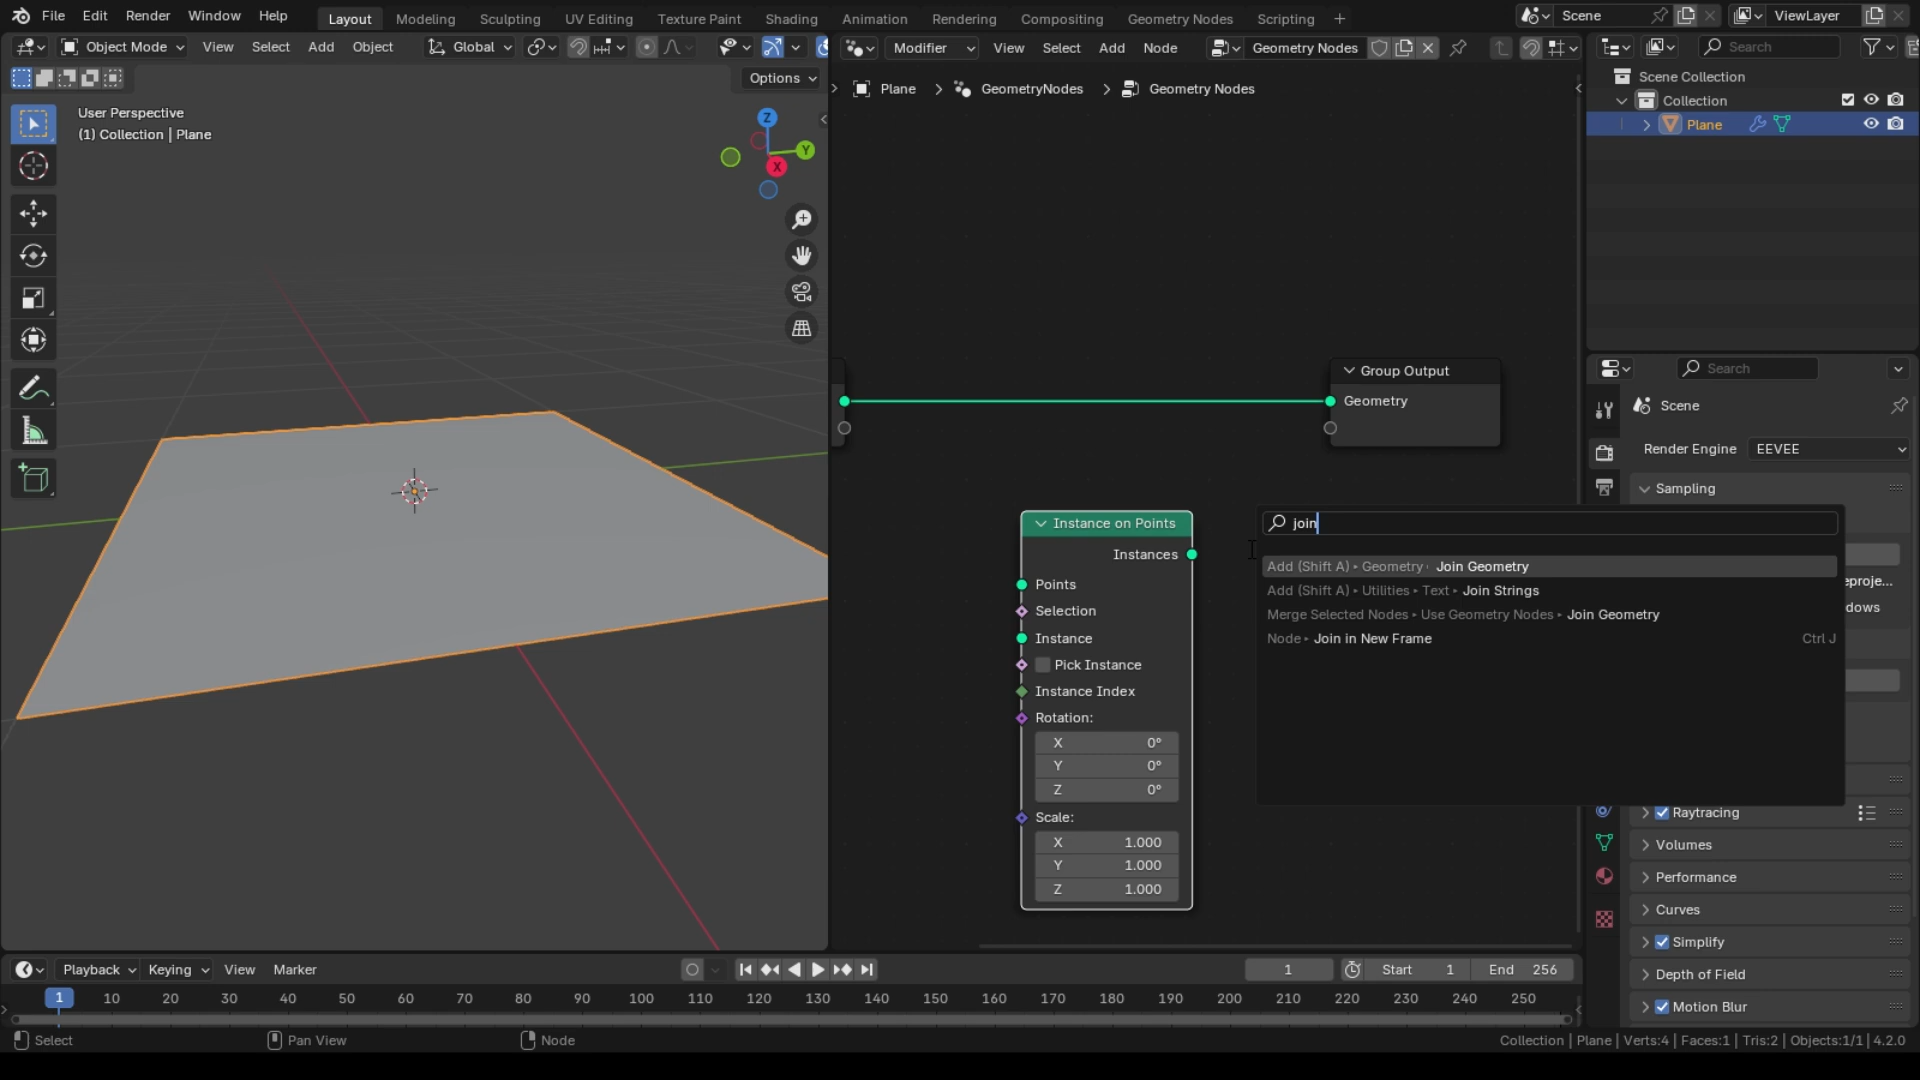 File Edit Render Window Help Layout Modeling Sculpting UV Editing Texture Paint Shading Animation Rendering Compositing Geometry Nodes Scripting + Scene ViewLayer
Object Mode View Select Add Object Global
Modifier View Select Add Node Geometry Nodes
Search
Options
Scene Collection
Collection
Plane
User Perspective
(1) Collection | Plane
Z
Y
X
Plane > GeometryNodes > Geometry Nodes
Group Output
Geometry
Search
Scene
Render Engine EEVEE
Sampling
Instance on Points
Instances
Points
Selection
Instance
Pick Instance
Instance Index
Rotation:
X 0°
Y 0°
Z 0°
Scale:
X 1.000
Y 1.000
Z 1.000
join
Add (Shift A) ▸ Geometry ▸ Join Geometry
Add (Shift A) ▸ Utilities ▸ Text ▸ Join Strings
Merge Selected Nodes ▸ Use Geometry Nodes ▸ Join Geometry
Node ▸ Join in New Frame Ctrl J
eproje...
dows
Raytracing
Volumes
Performance
Curves
Simplify
Depth of Field
Motion Blur
Playback Keying View Marker 1 Start 1 End 256
1 10 20 30 40 50 60 70 80 90 100 110 120 130 140 150 160 170 180 190 200 210 220 230 240 250
Select Pan View Node Collection | Plane | Verts:4 | Faces:1 | Tris:2 | Objects:1/1 | 4.2.0